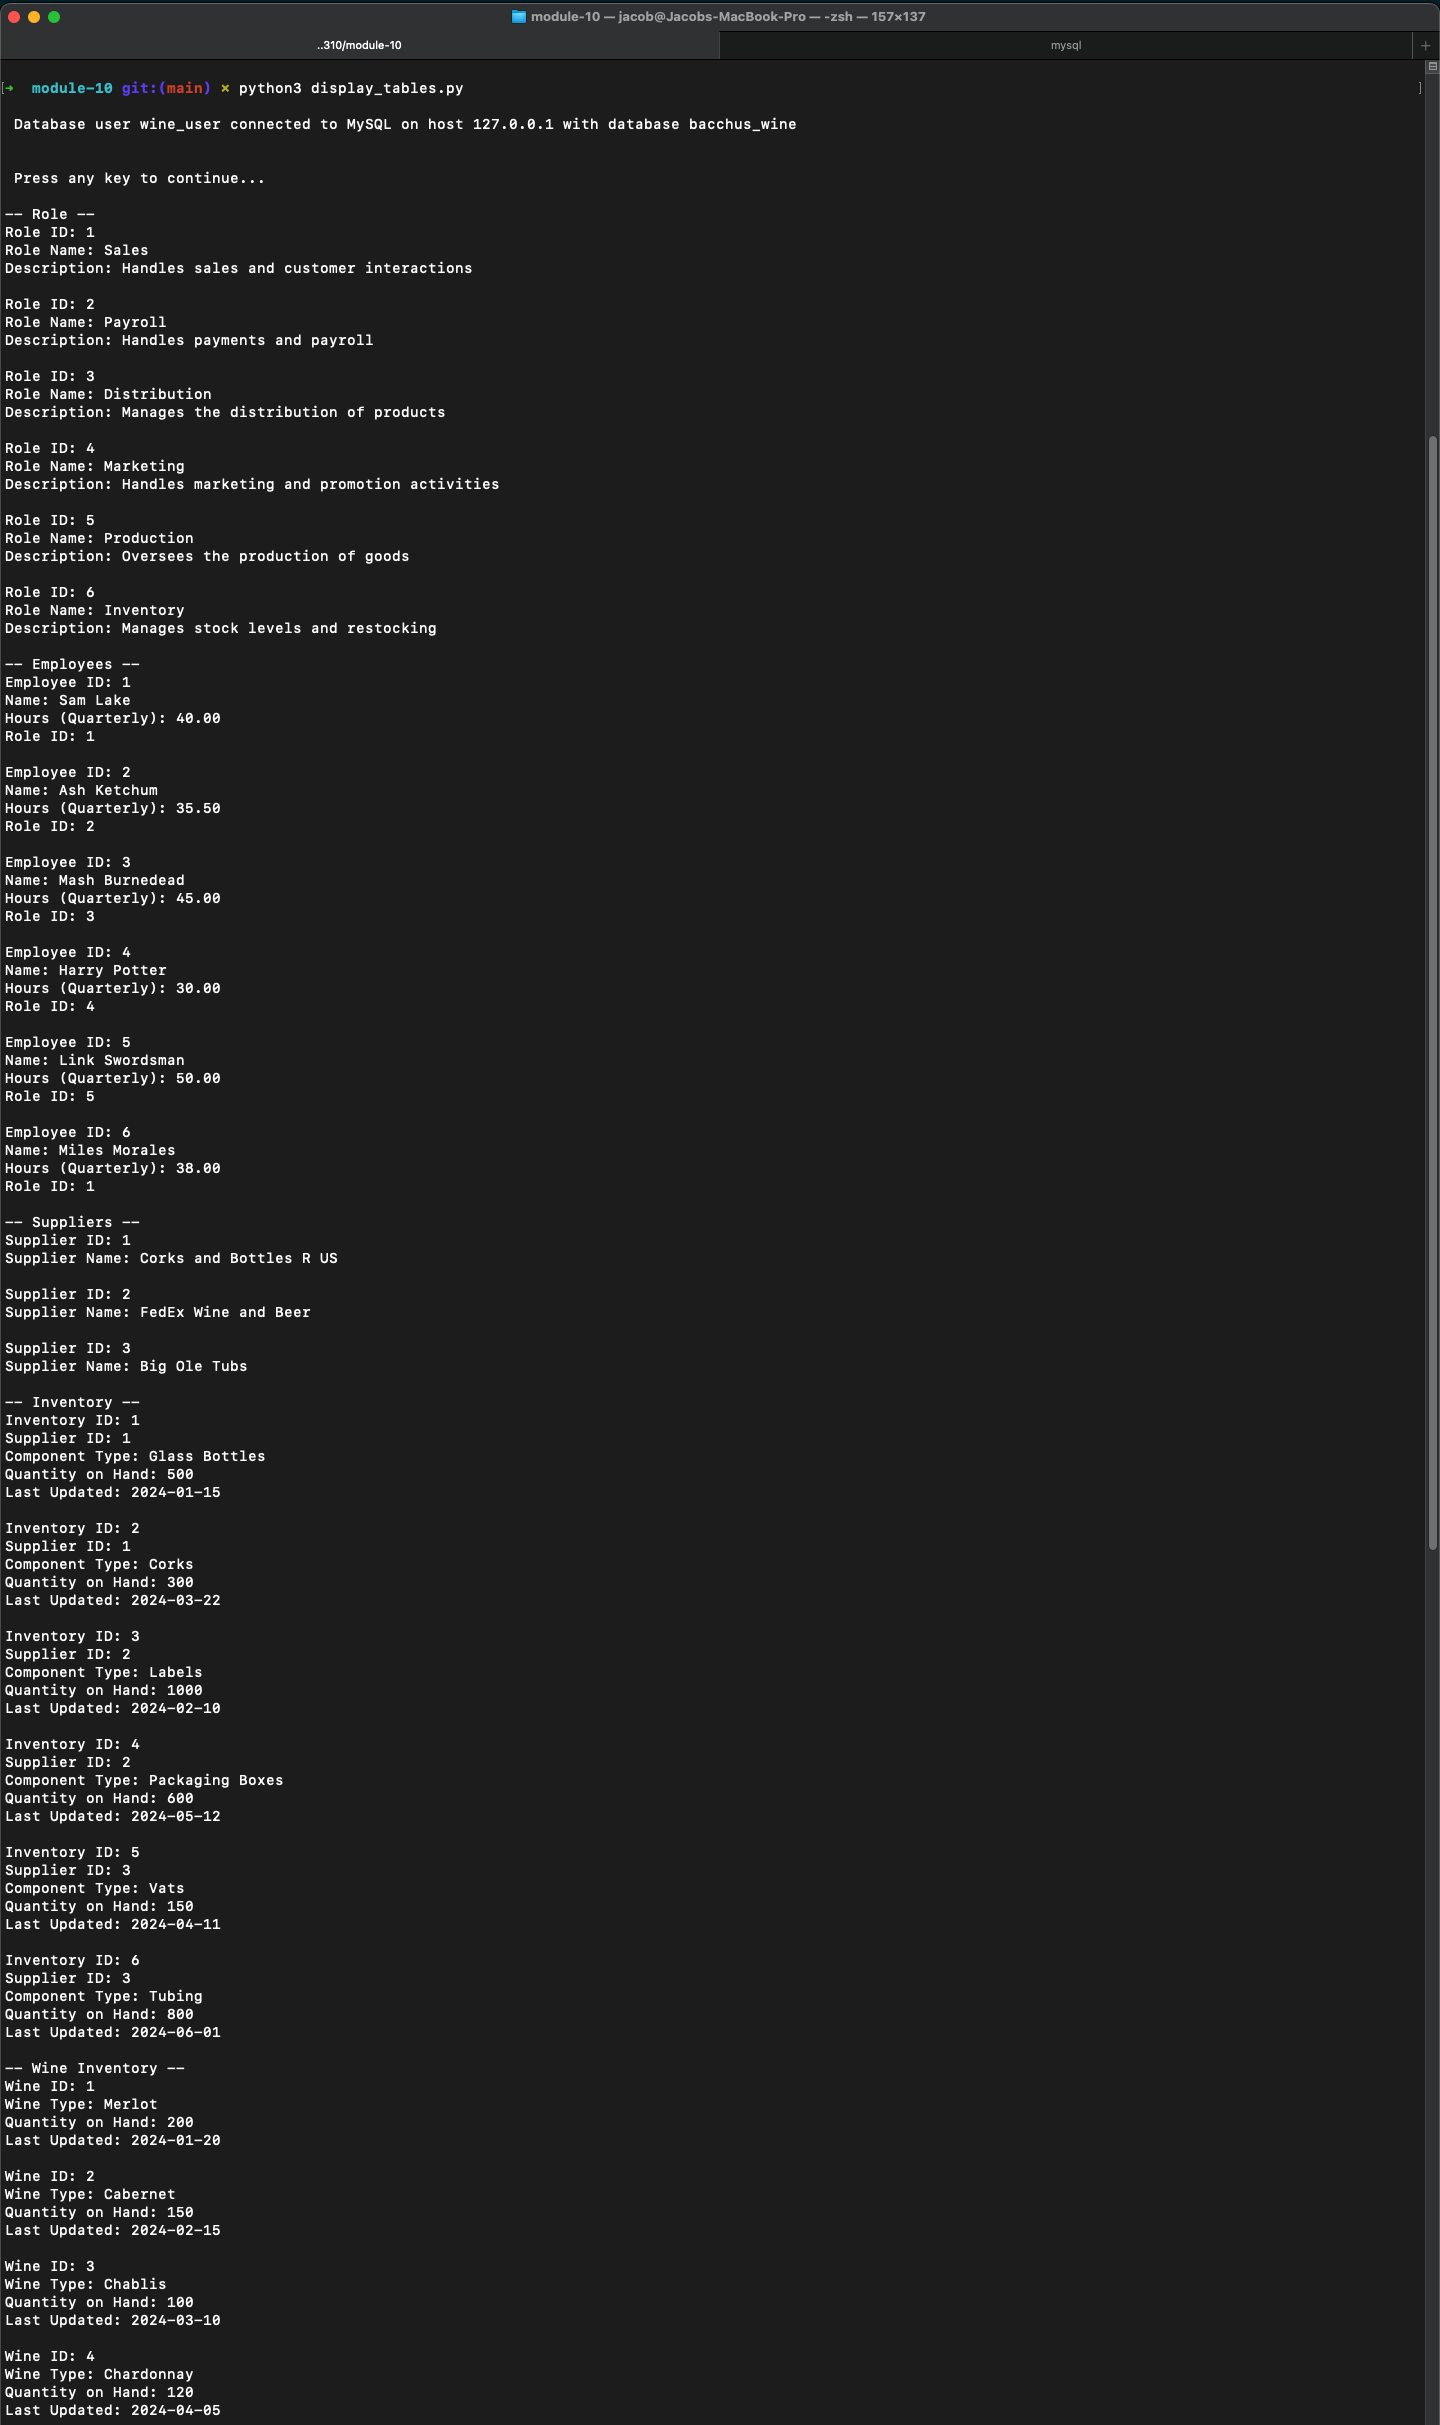 module-10 — jacob@Jacobs-MacBook-Pro — -zsh — 157×137
..310/module-10
mysql
+
[➜  module-10 git:(main) × python3 display_tables.py ]
Database user wine_user connected to MySQL on host 127.0.0.1 with database bacchus_wine
Press any key to continue...
-- Role --
Role ID: 1
Role Name: Sales
Description: Handles sales and customer interactions
Role ID: 2
Role Name: Payroll
Description: Handles payments and payroll
Role ID: 3
Role Name: Distribution
Description: Manages the distribution of products
Role ID: 4
Role Name: Marketing
Description: Handles marketing and promotion activities
Role ID: 5
Role Name: Production
Description: Oversees the production of goods
Role ID: 6
Role Name: Inventory
Description: Manages stock levels and restocking
-- Employees --
Employee ID: 1
Name: Sam Lake
Hours (Quarterly): 40.00
Role ID: 1
Employee ID: 2
Name: Ash Ketchum
Hours (Quarterly): 35.50
Role ID: 2
Employee ID: 3
Name: Mash Burnedead
Hours (Quarterly): 45.00
Role ID: 3
Employee ID: 4
Name: Harry Potter
Hours (Quarterly): 30.00
Role ID: 4
Employee ID: 5
Name: Link Swordsman
Hours (Quarterly): 50.00
Role ID: 5
Employee ID: 6
Name: Miles Morales
Hours (Quarterly): 38.00
Role ID: 1
-- Suppliers --
Supplier ID: 1
Supplier Name: Corks and Bottles R US
Supplier ID: 2
Supplier Name: FedEx Wine and Beer
Supplier ID: 3
Supplier Name: Big Ole Tubs
-- Inventory --
Inventory ID: 1
Supplier ID: 1
Component Type: Glass Bottles
Quantity on Hand: 500
Last Updated: 2024-01-15
Inventory ID: 2
Supplier ID: 1
Component Type: Corks
Quantity on Hand: 300
Last Updated: 2024-03-22
Inventory ID: 3
Supplier ID: 2
Component Type: Labels
Quantity on Hand: 1000
Last Updated: 2024-02-10
Inventory ID: 4
Supplier ID: 2
Component Type: Packaging Boxes
Quantity on Hand: 600
Last Updated: 2024-05-12
Inventory ID: 5
Supplier ID: 3
Component Type: Vats
Quantity on Hand: 150
Last Updated: 2024-04-11
Inventory ID: 6
Supplier ID: 3
Component Type: Tubing
Quantity on Hand: 800
Last Updated: 2024-06-01
-- Wine Inventory --
Wine ID: 1
Wine Type: Merlot
Quantity on Hand: 200
Last Updated: 2024-01-20
Wine ID: 2
Wine Type: Cabernet
Quantity on Hand: 150
Last Updated: 2024-02-15
Wine ID: 3
Wine Type: Chablis
Quantity on Hand: 100
Last Updated: 2024-03-10
Wine ID: 4
Wine Type: Chardonnay
Quantity on Hand: 120
Last Updated: 2024-04-05